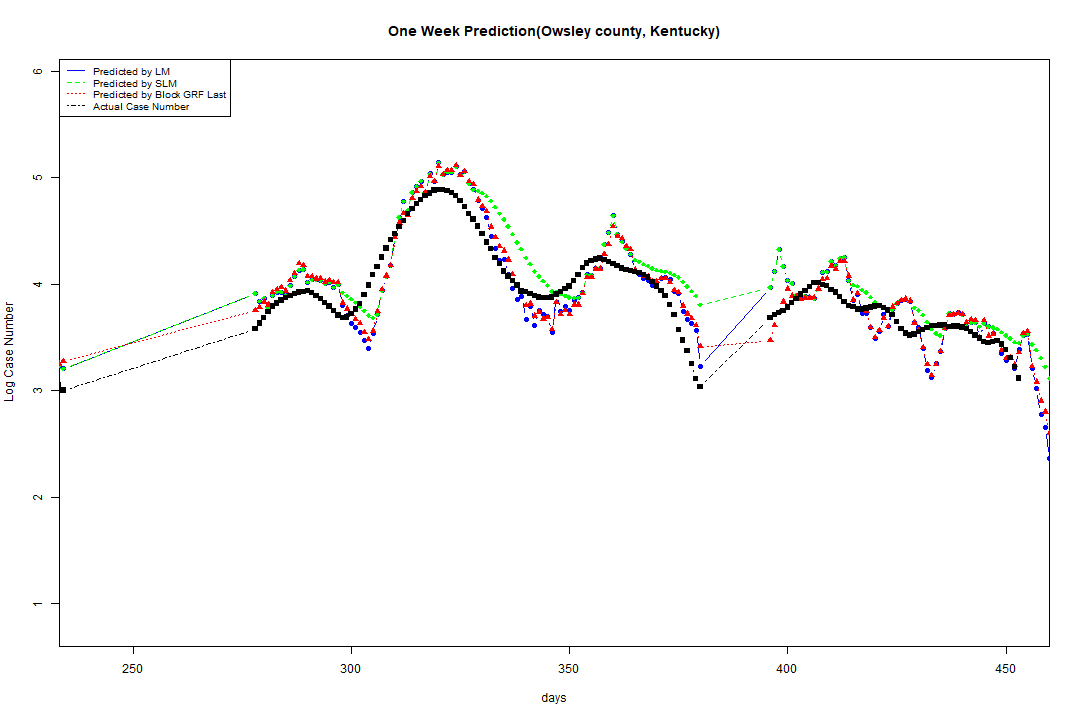 One Week Prediction(Owsley county, Kentucky)
Predicted by LM
Predicted by SLM
Predicted by Block GRF Last
Actual Case Number
6
5
4
3
2
1
Log Case Number
250
300
350
400
450
days